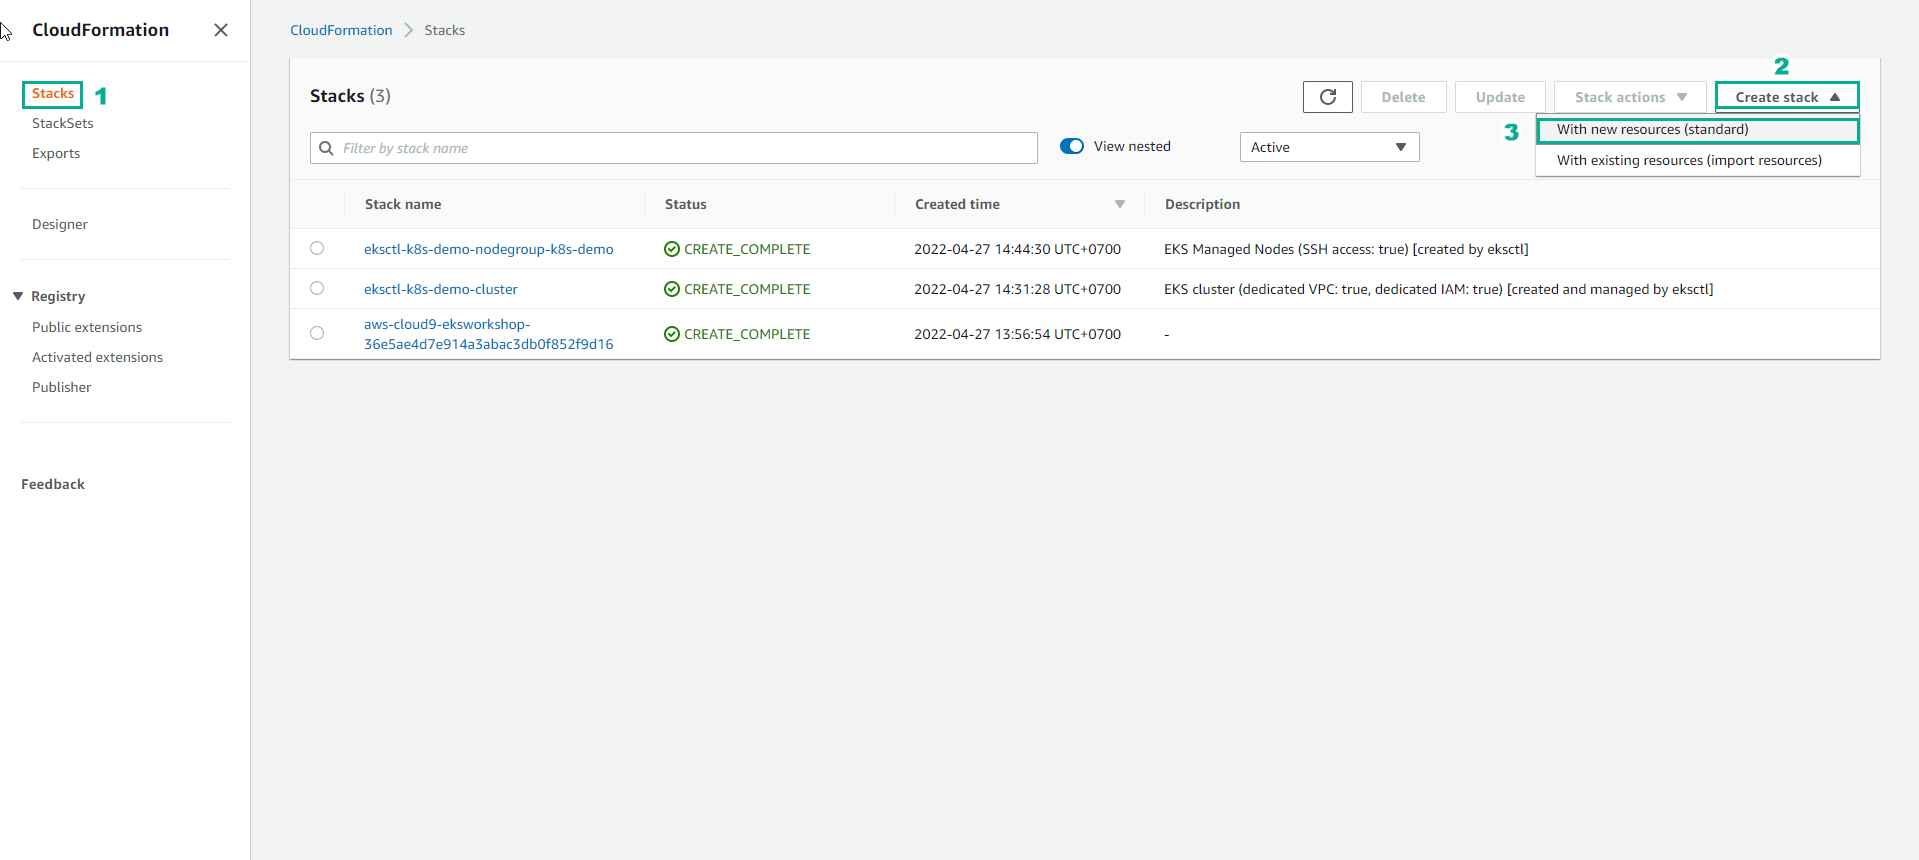 CloudFormation
Stacks 1
StackSets
Exports
Designer
Registry
Public extensions
Activated extensions
Publisher
Feedback
CloudFormation Stacks
2
Stacks (3)
Delete Update Stack actions Create stack
3 With new resources (standard)
With existing resources (import resources)
Filter by stack name View nested Active
Stack name Status Created time Description
eksctl-k8s-demo-nodegroup-k8s-demo CREATE_COMPLETE 2022-04-27 14:44:30 UTC+0700 EKS Managed Nodes (SSH access: true) [created by eksctl]
eksctl-k8s-demo-cluster CREATE_COMPLETE 2022-04-27 14:31:28 UTC+0700 EKS cluster (dedicated VPC: true, dedicated IAM: true) [created and managed by eksctl]
aws-cloud9-eksworkshop-
36e5ae4d7e914a3abac3db0f852f9d16 CREATE_COMPLETE 2022-04-27 13:56:54 UTC+0700 -